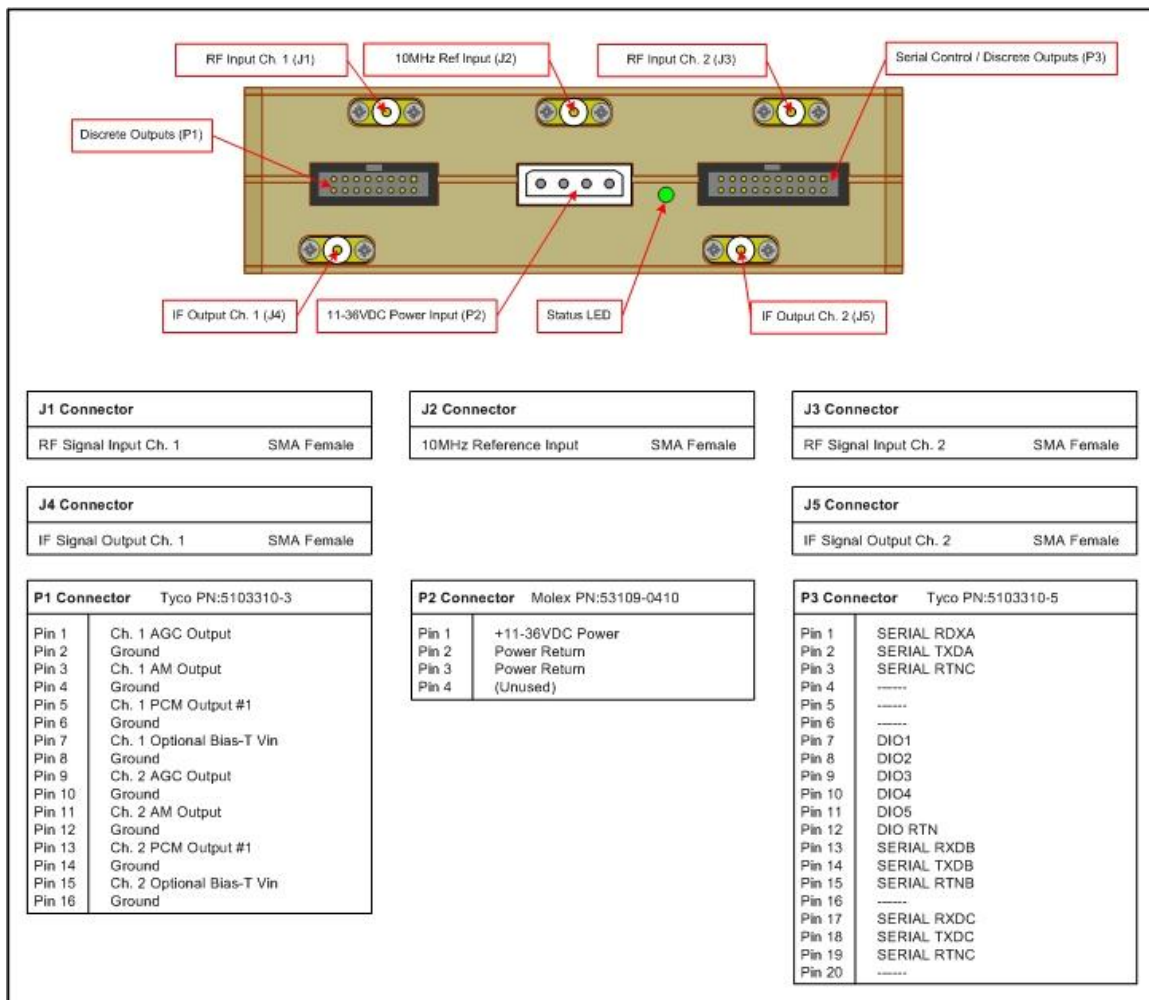 RF Input Ch. 1 (J1)
10MHz Ref Input (J2)
RF Input Ch. 2 (J3)
Serial Control / Discrete Outputs (P3)
Discrete Outputs (P1)
IF Output Ch. 1 (J4)
11-36VDC Power Input (P2)
Status LED
IF Output Ch. 2 (J5)
J1 Connector
RF Signal Input Ch. 1 SMA Female
J2 Connector
10MHz Reference Input SMA Female
J3 Connector
RF Signal Input Ch. 2 SMA Female
J4 Connector
IF Signal Output Ch. 1 SMA Female
J5 Connector
IF Signal Output Ch. 2 SMA Female
P1 Connector Tyco PN:5103310-3
Pin 1 Ch. 1 AGC Output
Pin 2 Ground
Pin 3 Ch. 1 AM Output
Pin 4 Ground
Pin 5 Ch. 1 PCM Output #1
Pin 6 Ground
Pin 7 Ch. 1 Optional Bias-T Vin
Pin 8 Ground
Pin 9 Ch. 2 AGC Output
Pin 10 Ground
Pin 11 Ch. 2 AM Output
Pin 12 Ground
Pin 13 Ch. 2 PCM Output #1
Pin 14 Ground
Pin 15 Ch. 2 Optional Bias-T Vin
Pin 16 Ground
P2 Connector Molex PN:53109-0410
Pin 1 +11-36VDC Power
Pin 2 Power Return
Pin 3 Power Return
Pin 4 (Unused)
P3 Connector Tyco PN:5103310-5
Pin 1 SERIAL RDXA
Pin 2 SERIAL TXDA
Pin 3 SERIAL RTNC
Pin 4 ------
Pin 5 ------
Pin 6 ------
Pin 7 DIO1
Pin 8 DIO2
Pin 9 DIO3
Pin 10 DIO4
Pin 11 DIO5
Pin 12 DIO RTN
Pin 13 SERIAL RXDB
Pin 14 SERIAL TXDB
Pin 15 SERIAL RTNB
Pin 16 ------
Pin 17 SERIAL RXDC
Pin 18 SERIAL TXDC
Pin 19 SERIAL RTNC
Pin 20 ------